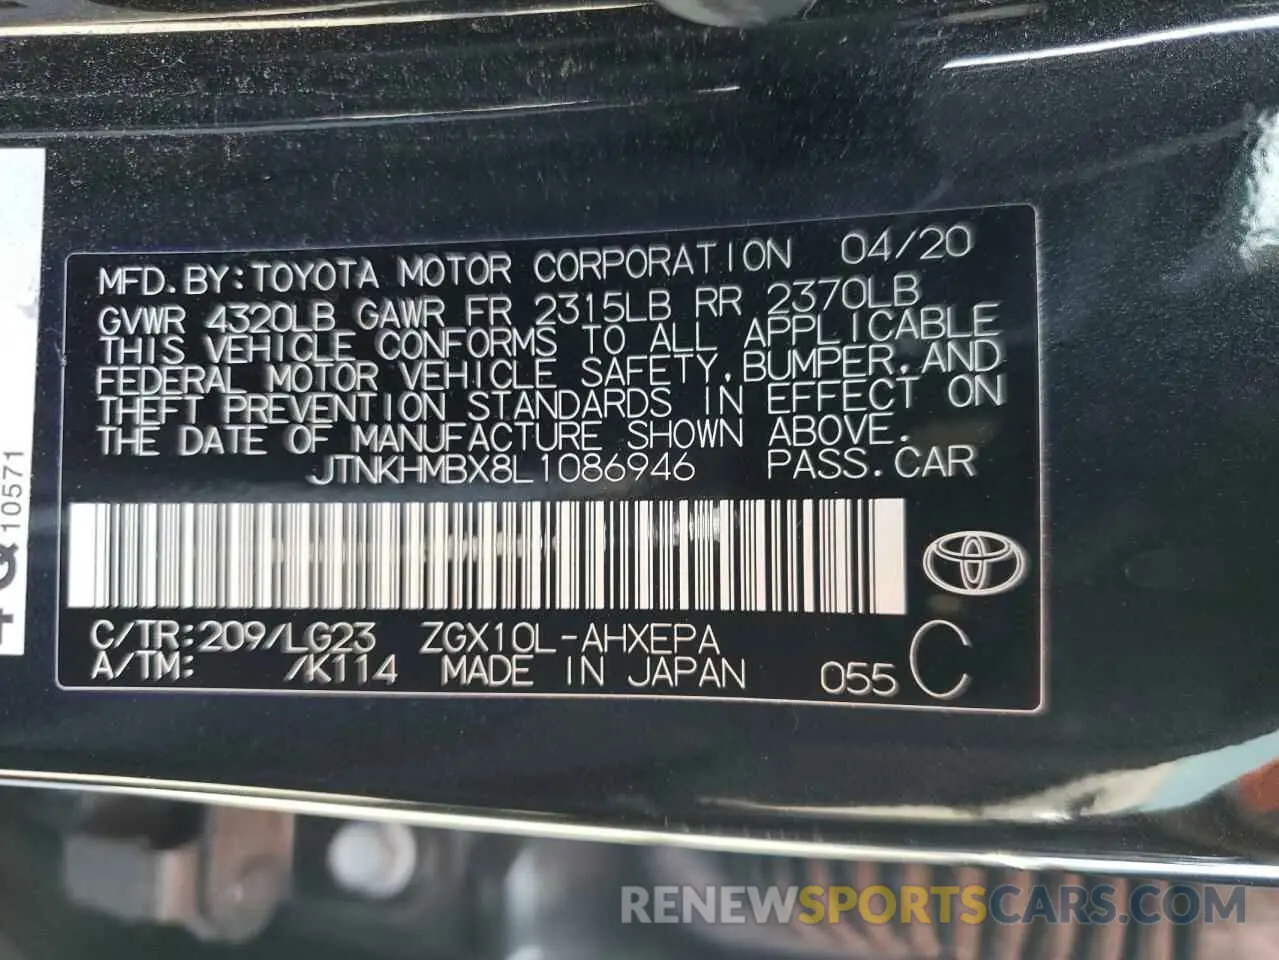 MFD.BY:TOYOTA MOTOR CORPORATION 04/20
GVWR 4320LB GAWR FR 2315LB RR 2370LB
THIS VEHICLE CONFORMS TO ALL APPLICABLE
FEDERAL MOTOR VEHICLE SAFETY,BUMPER,AND
THEFT PREVENTION STANDARDS IN EFFECT ON
THE DATE OF MANUFACTURE SHOWN ABOVE.
JTNKHMBX8L1086946 PASS.CAR
C/TR:209/LG23 ZGX10L-AHXEPA
A/TM: /K114 MADE IN JAPAN 055 C
10571
RENEWSPORTSCARS.COM